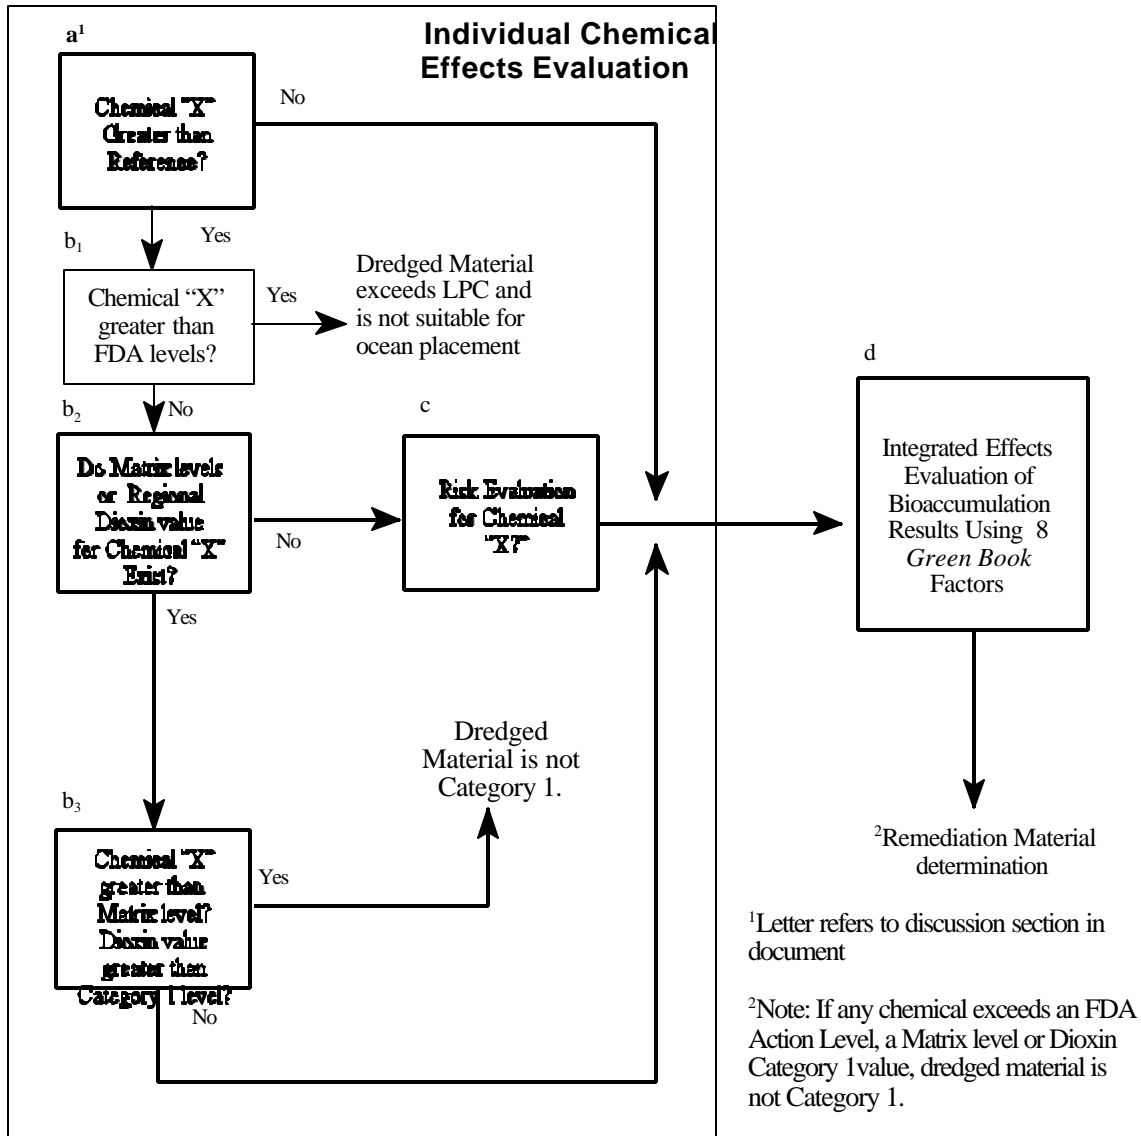 a¹
Individual Chemical
Effects Evaluation
Chemical "X"
Greater than
Reference?
No
Yes
b₁
Chemical “X”
greater than
FDA levels?
Yes
Dredged Material
exceeds LPC and
is not suitable for
ocean placement
No
b₂
Do Matrix levels
or Regional
Dioxin value
for Chemical "X"
Exist?
No
Yes
c
Risk Evaluation
for Chemical
"X?"
d
Integrated Effects
Evaluation of
Bioaccumulation
Results Using 8
Green Book
Factors
Dredged
Material is not
Category 1.
b₃
Chemical "X"
greater than
Matrix level?
Dioxin value
greater than
Category 1 level?
Yes
No
²Remediation Material
determination
¹Letter refers to discussion section in
document
²Note: If any chemical exceeds an FDA
Action Level, a Matrix level or Dioxin
Category 1value, dredged material is
not Category 1.